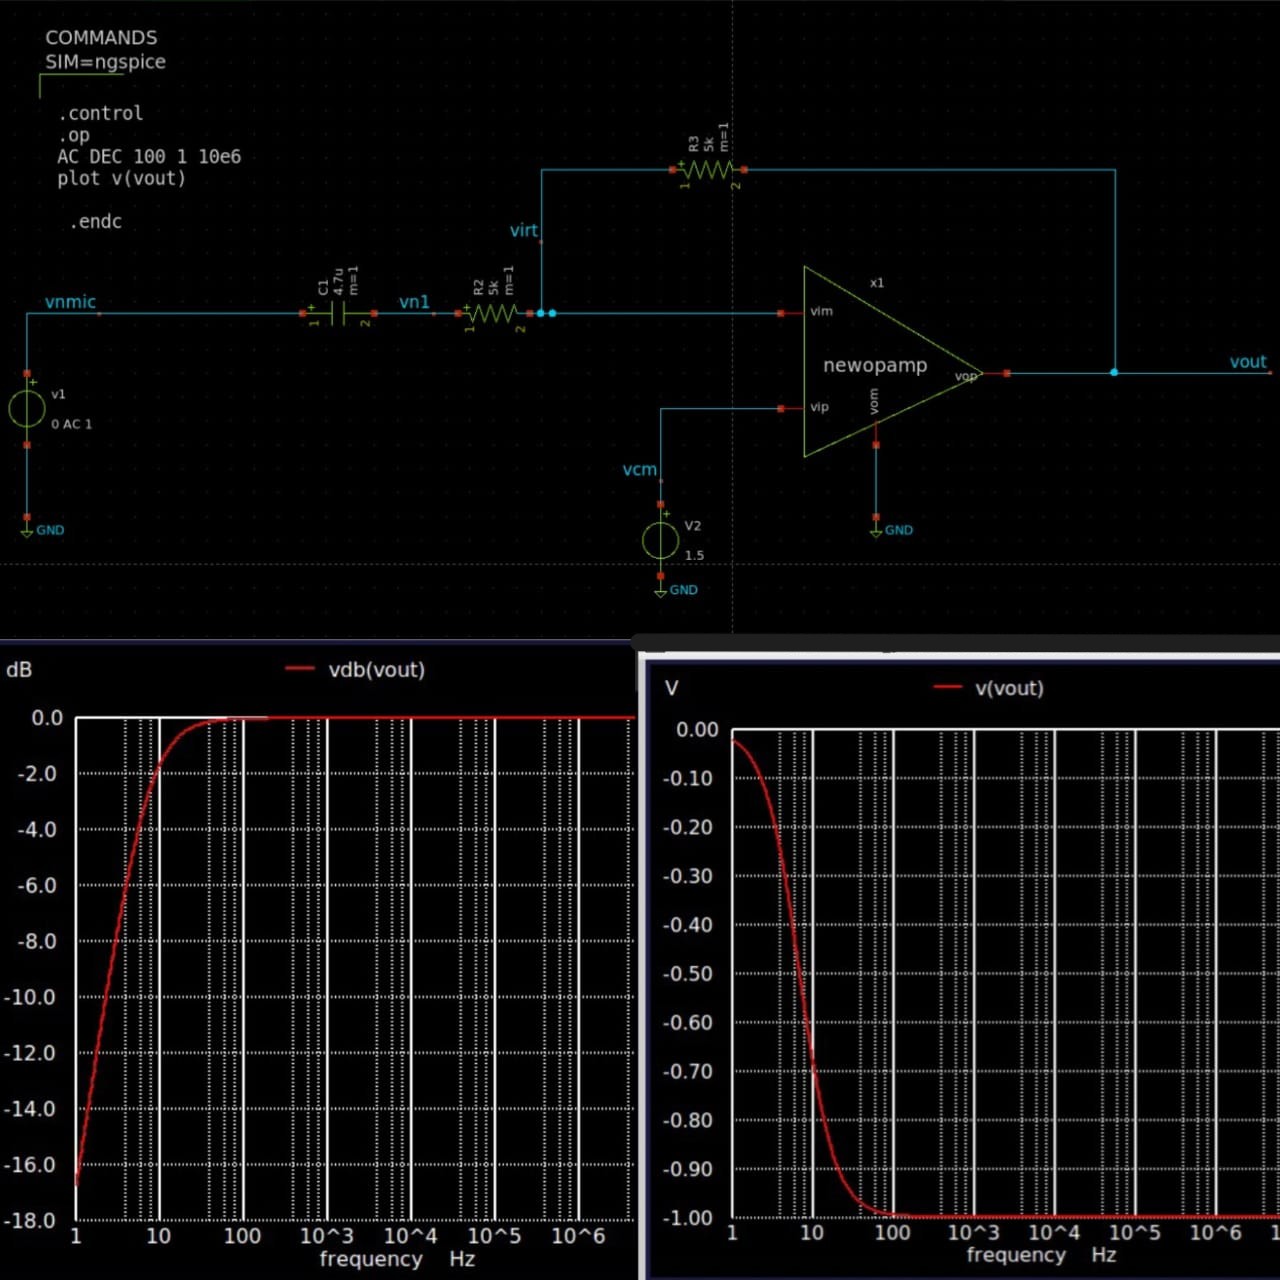 COMMANDS
SIM=ngspice
.control
.op
AC DEC 100 1 10e6
plot v(vout)
.endc
R3
5k
m=1
+
1
2
virt
vnmic
C1
4.7u
m=1
+
1
2
vn1
R2
5k
m=1
+
1
2
x1
vim
newopamp
vop
vom
vip
vout
+
v1
0 AC 1
GND
vcm
+
V2
1.5
GND
GND
dB
vdb(vout)
0.0
-2.0
-4.0
-6.0
-8.0
-10.0
-12.0
-14.0
-16.0
-18.0
1 10 100 10^3 10^4 10^5 10^6
frequency Hz
V
v(vout)
0.00
-0.10
-0.20
-0.30
-0.40
-0.50
-0.60
-0.70
-0.80
-0.90
-1.00
1 10 100 10^3 10^4 10^5 10^6 1
frequency Hz